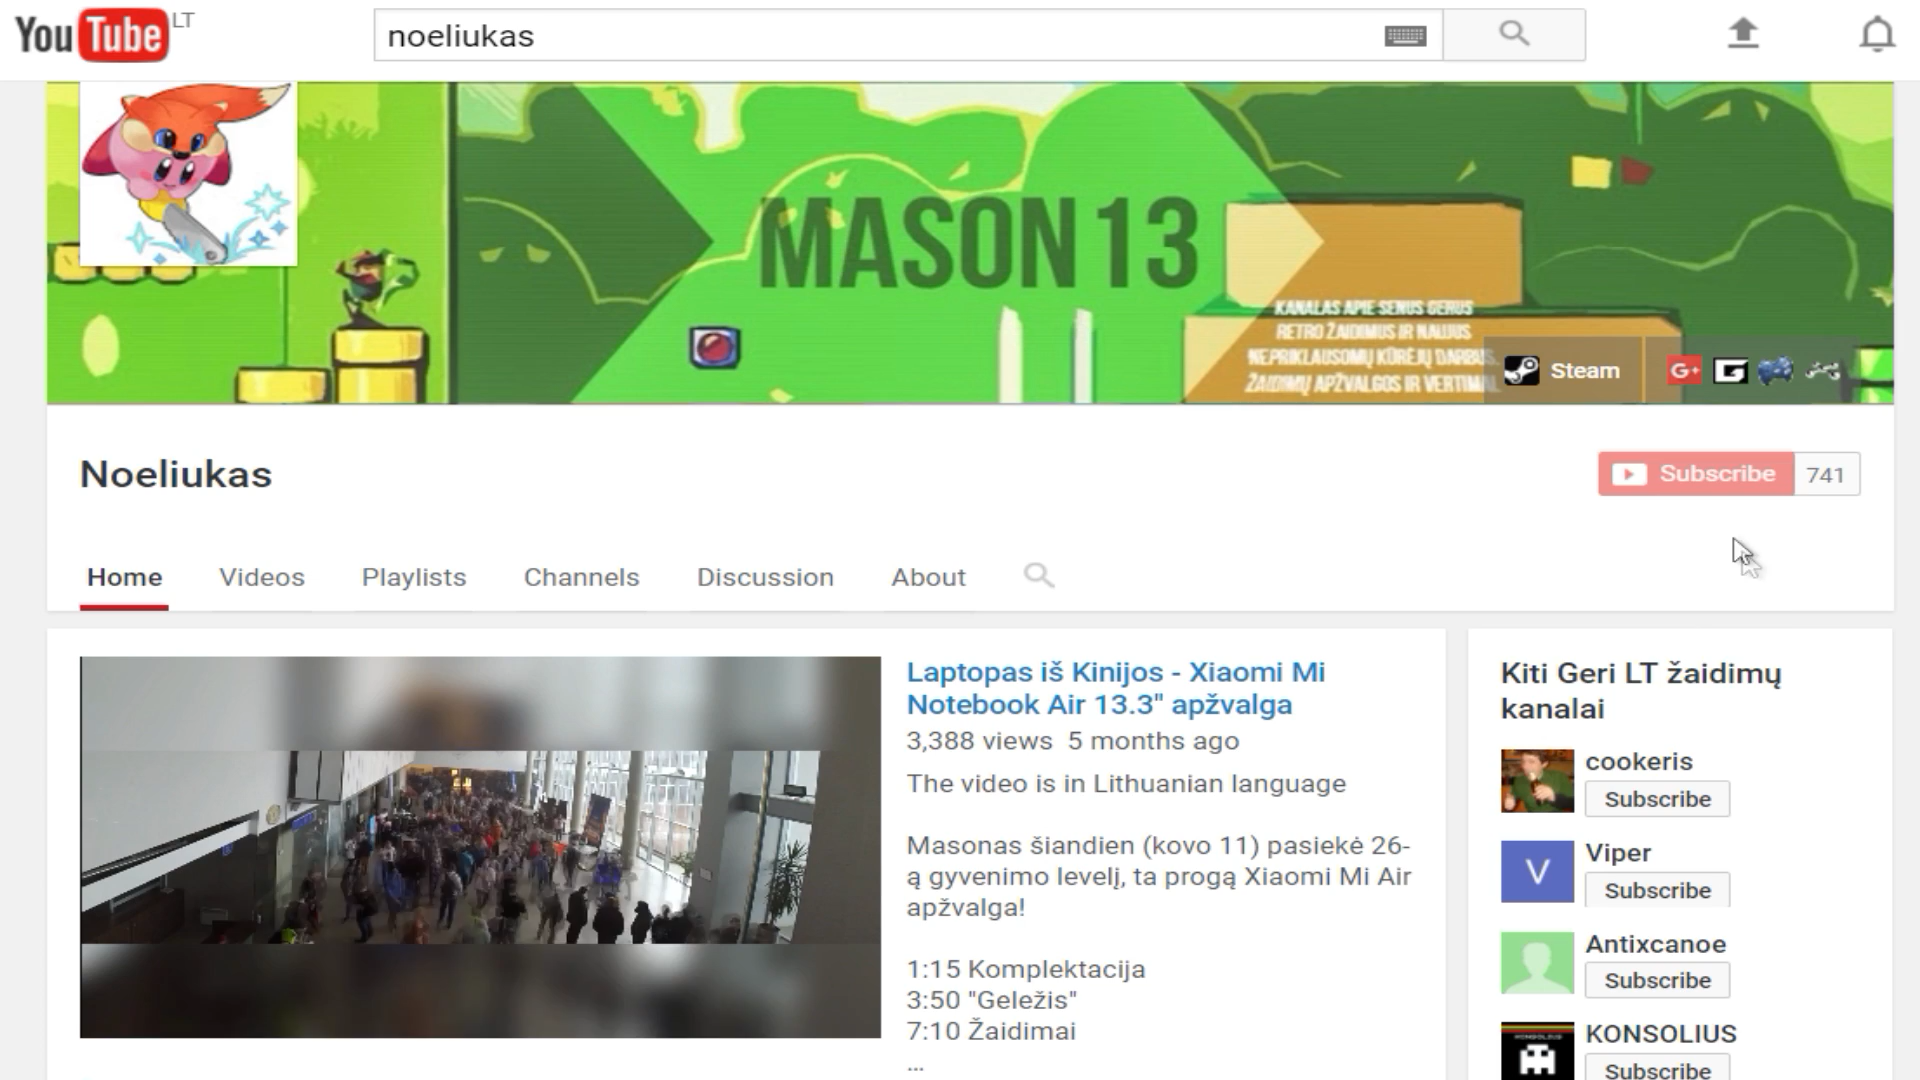 YouTube LT
noeliukas
MASON 13
KANALAS APIE SENUS GERUS
RETRO ŽAIDIMUS IR NAUJUS
NEPRIKLAUSOMŲ KŪRĖJŲ DARBUS.
ŽAIDIMŲ APŽVALGOS IR VERTIMAI
Steam
G+
Noeliukas
Subscribe 741
Home Videos Playlists Channels Discussion About
Laptopas iš Kinijos - Xiaomi Mi
Notebook Air 13.3" apžvalga
3,388 views 5 months ago
The video is in Lithuanian language
Masonas šiandien (kovo 11) pasiekė 26-
ą gyvenimo levelį, ta progą Xiaomi Mi Air
apžvalga!
1:15 Komplektacija
3:50 "Geležis"
7:10 Žaidimai
...
Kiti Geri LT žaidimų
kanalai
cookeris
Subscribe
V
Viper
Subscribe
Antixcanoe
Subscribe
KONSOLIUS
KONSOLIUS
Subscribe